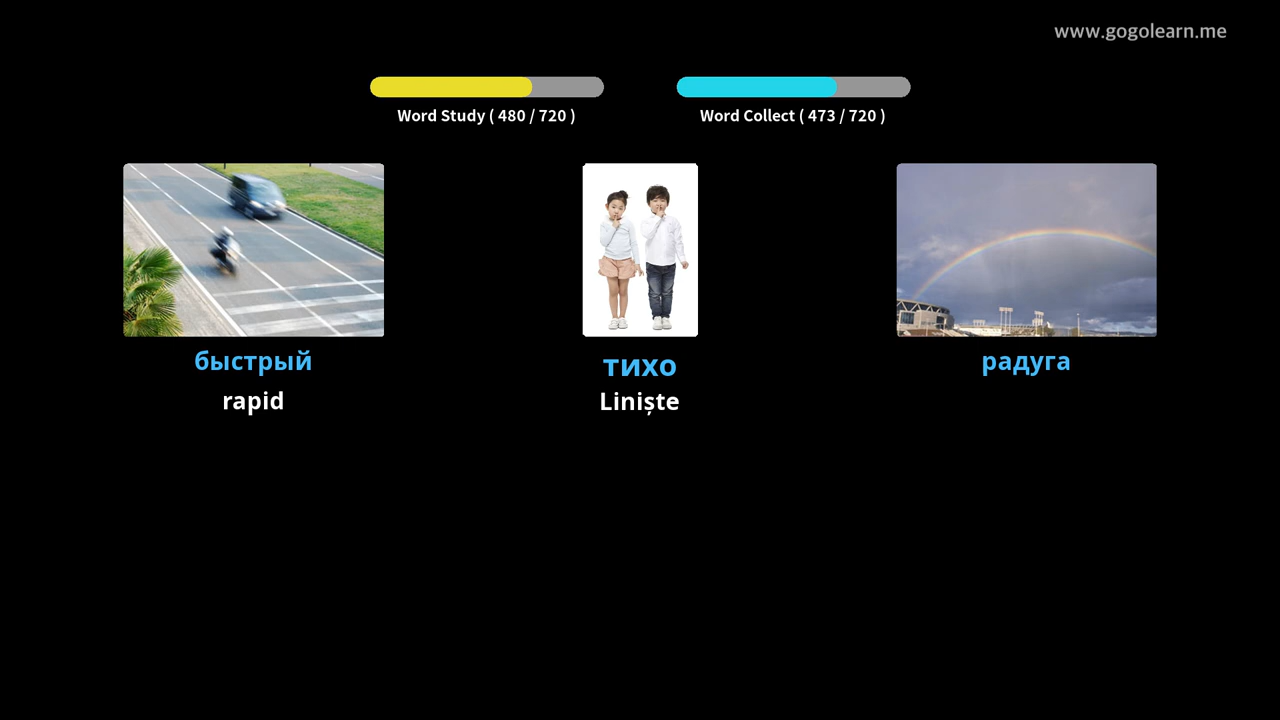 www.gogolearn.me
Word Study ( 480 / 720 )
Word Collect ( 473 / 720 )
быстрый
rapid
тихо
Liniște
радуга